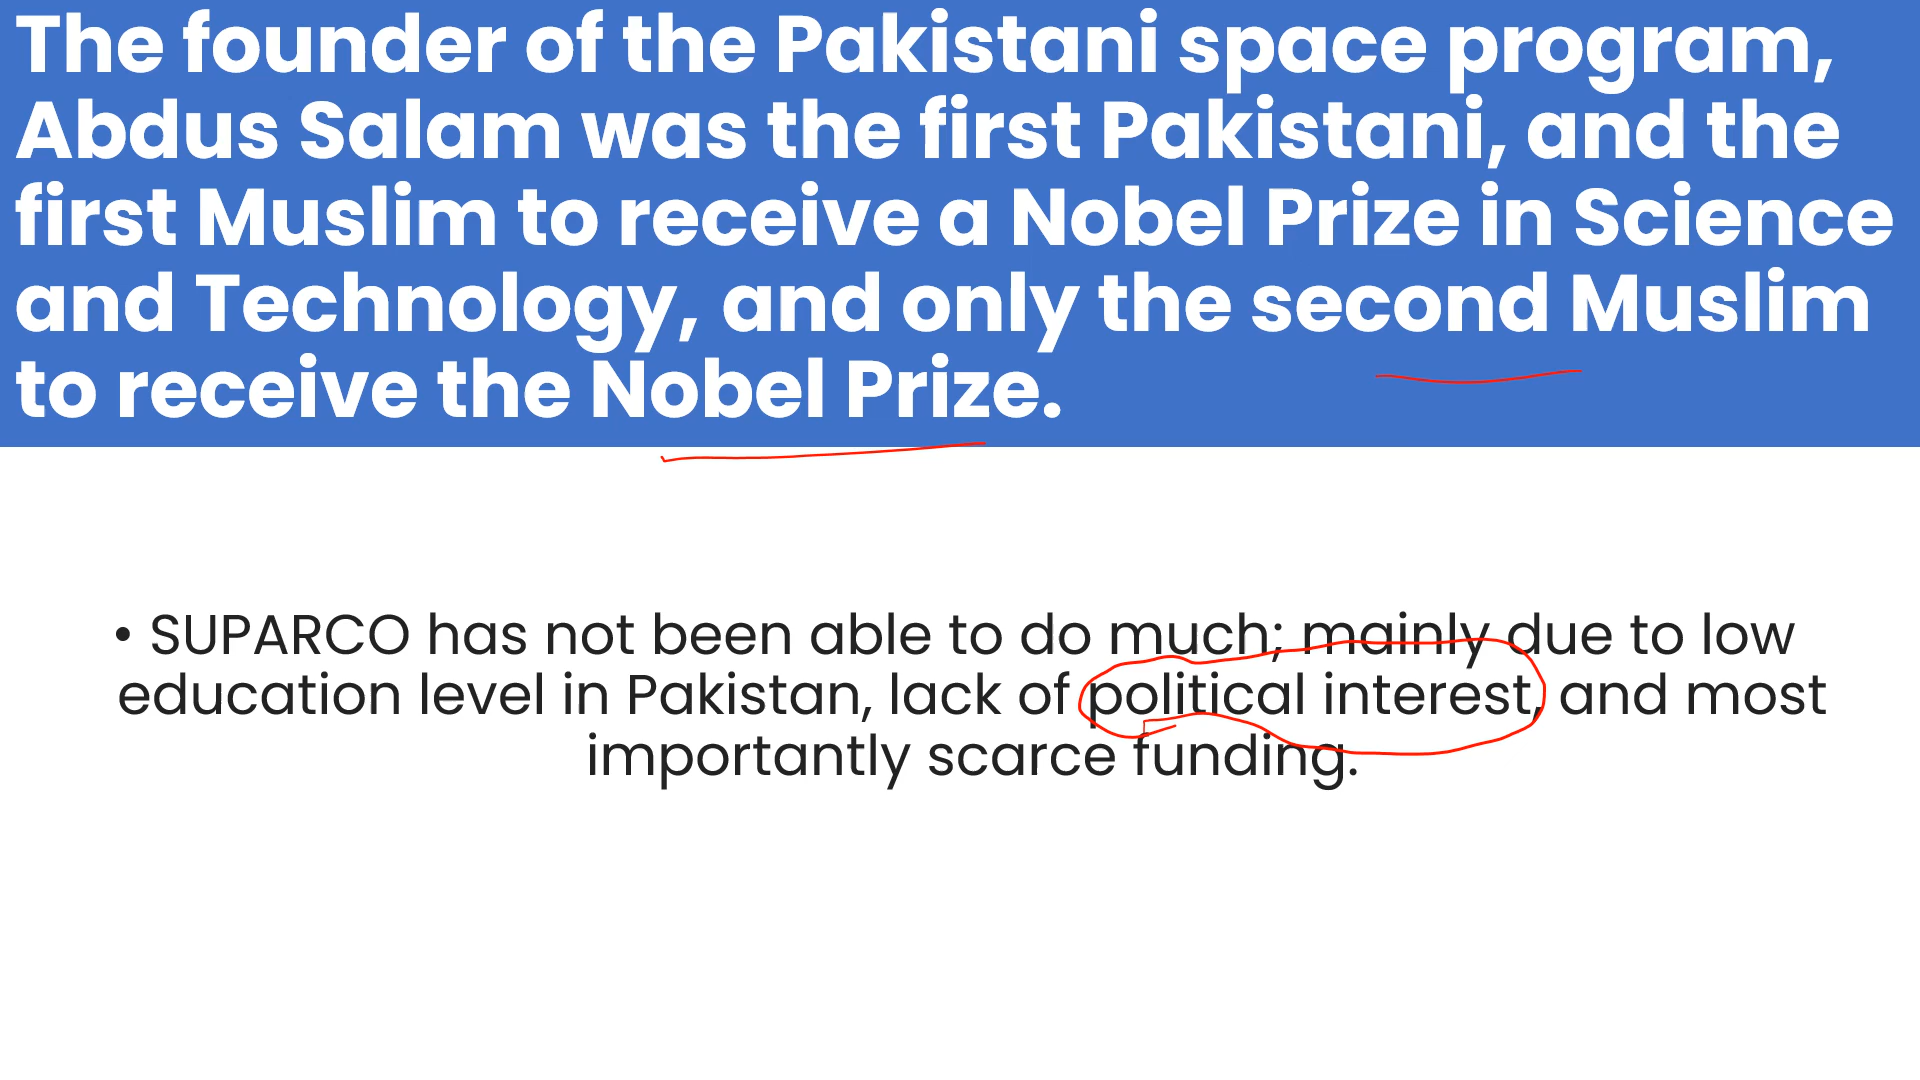 The founder of the Pakistani space program,
Abdus Salam was the first Pakistani, and the
first Muslim to receive a Nobel Prize in Science
and Technology, and only the second Muslim
to receive the Nobel Prize.
• SUPARCO has not been able to do much; mainly due to low
education level in Pakistan, lack of political interest, and most
importantly scarce funding.